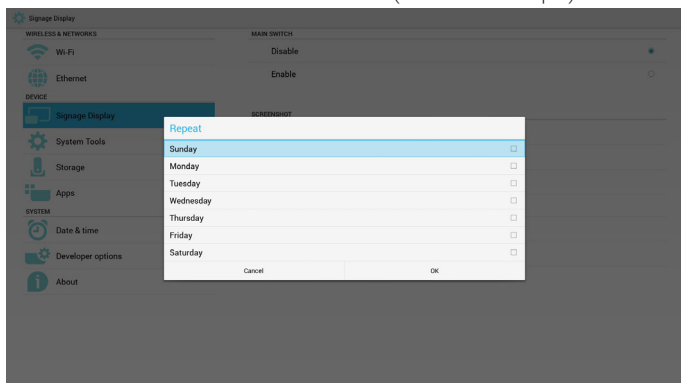 Signage Display
WIRELESS & NETWORKS
Wi-Fi
Ethernet
DEVICE
Signage Display
System Tools
Storage
Apps
SYSTEM
Date & time
Developer options
About
MAIN SWITCH
Disable
Enable
SCREENSHOT
Repeat
Sunday
Monday
Tuesday
Wednesday
Thursday
Friday
Saturday
Cancel OK